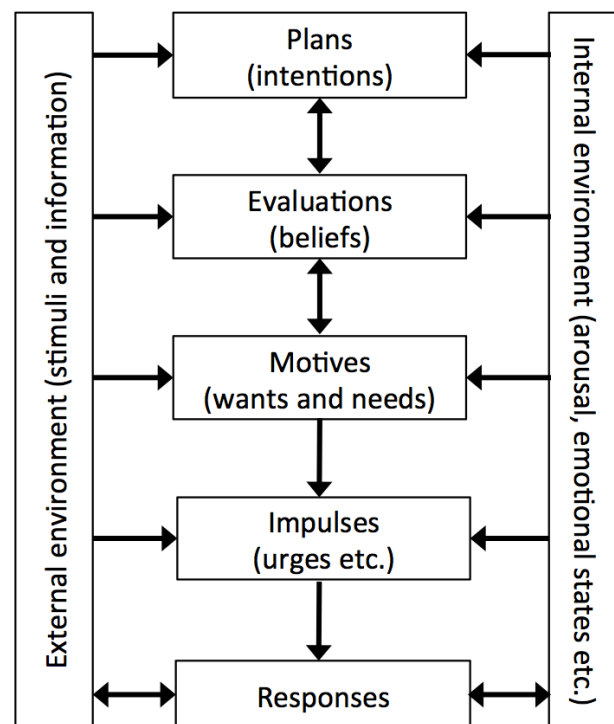 External environment (stimuli and information)
Plans
(intentions)
Evaluations
(beliefs)
Motives
(wants and needs)
Impulses
(urges etc.)
Responses
Internal environment (arousal, emotional states etc.)